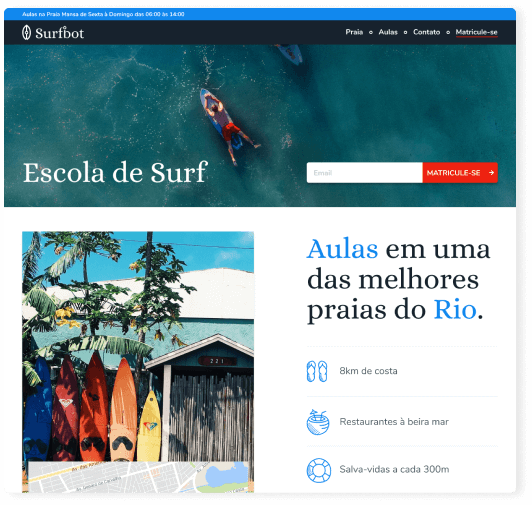 Aulas na Praia Mansa de Sexta à Domingo das 08:00 às 14:00
Surfbot
Praia
Aulas
Contato
Matricule-se
Escola de Surf
Email
MATRICULE-SE
Aulas em uma
das melhores
praias do Rio.
221
8km de costa
Restaurantes à beira mar
Salva-vidas a cada 300m